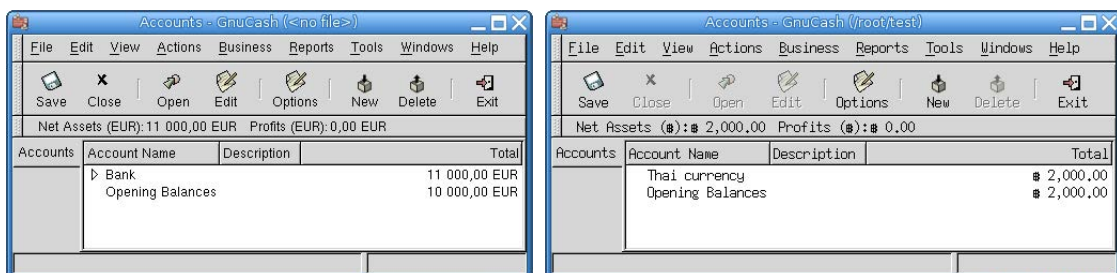 Accounts - GnuCash (<no file>)
File Edit View Actions Business Reports Tools Windows Help
Save Close Open Edit Options New Delete Exit
Net Assets (EUR): 11 000,00 EUR Profits (EUR): 0,00 EUR
Accounts Account Name Description Total
Bank 11 000,00 EUR
Opening Balances 10 000,00 EUR
Accounts - GnuCash (/root/test)
File Edit View Actions Business Reports Tools Windows Help
Save Close Open Edit Options New Delete Exit
Net Assets (฿):฿ 2,000.00 Profits (฿):฿ 0.00
Accounts Account Name Description Total
Thai currency ฿ 2,000.00
Opening Balances ฿ 2,000.00